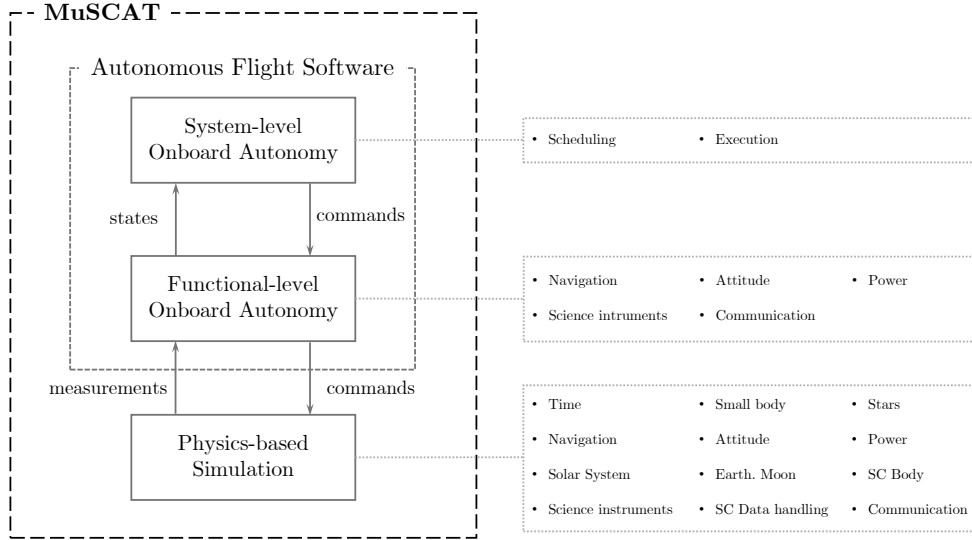 MuSCAT
Autonomous Flight Software
System-level
Onboard Autonomy
states
commands
Functional-level
Onboard Autonomy
measurements
commands
Physics-based
Simulation
• Scheduling • Execution
• Navigation • Attitude • Power
• Science intruments • Communication
• Time • Small body • Stars
• Navigation • Attitude • Power
• Solar System • Earth. Moon • SC Body
• Science instruments • SC Data handling • Communication